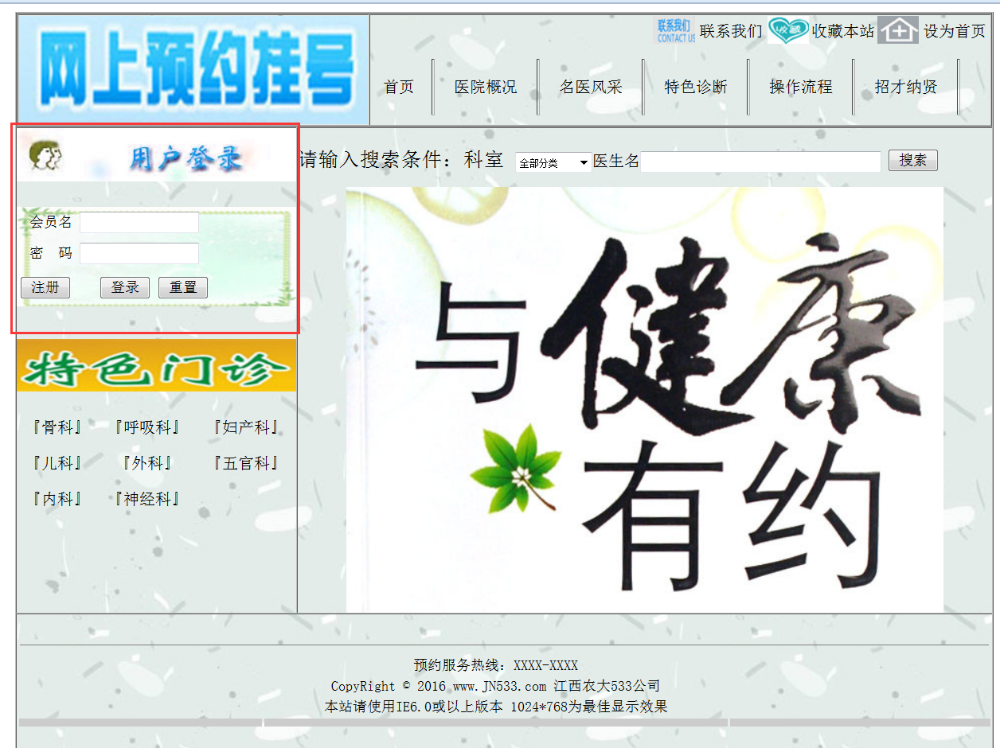 网上预约挂号
联系我们 CONTACT US 联系我们 收藏 收藏本站 设为首页
首页 医院概况 名医风采 特色诊断 操作流程 招才纳贤
用户登录
请输入搜索条件：科室 全部分类 医生名 搜索
会员名
密 码
注册 登录 重置
与健康
有约
特色门诊
『骨科』 『呼吸科』 『妇产科』
『儿科』 『外科』 『五官科』
『内科』 『神经科』
预约服务热线：XXXX-XXXX
CopyRight © 2016 www.JN533.com 江西农大533公司
本站请使用IE6.0或以上版本 1024*768为最佳显示效果